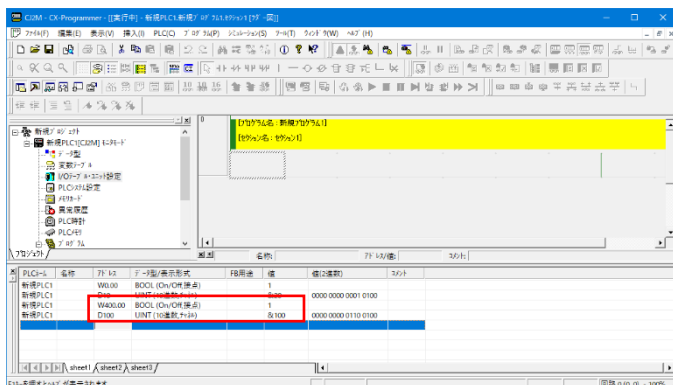 CJ2M - CX-Programmer - [[実行中] - 新規PLC1.新規ﾌﾟﾛｸﾞﾗﾑ1.ｾｸｼｮﾝ1 [ﾗﾀﾞｰ図]]
ﾌｧｲﾙ(F) 編集(E) 表示(V) 挿入(I) PLC(C) ﾌﾟﾛｸﾞﾗﾑ(P) ｼﾐｭﾚｰｼｮﾝ(S) ﾂｰﾙ(T) ｳｨﾝﾄﾞｳ(W) ﾍﾙﾌﾟ(H)
新規ﾌﾟﾛｼﾞｪｸﾄ
新規PLC1[CJ2M] ﾓﾆﾀﾓｰﾄﾞ
ﾃﾞｰﾀ型
変数ﾃｰﾌﾞﾙ
I/Oﾃｰﾌﾞﾙ・ﾕﾆｯﾄ設定
PLCｼｽﾃﾑ設定
ﾒﾓﾘｶｰﾄﾞ
異常履歴
PLC時計
PLCﾒﾓﾘ
ﾌﾟﾛｸﾞﾗﾑ
ﾌﾟﾛｼﾞｪｸﾄ
0
[ﾌﾟﾛｸﾞﾗﾑ名 : 新規ﾌﾟﾛｸﾞﾗﾑ1]
[ｾｸｼｮﾝ名 : ｾｸｼｮﾝ1]
名称: ｱﾄﾞﾚｽ/値: ｺﾒﾝﾄ:
PLCﾈｰﾑ 名称 ｱﾄﾞﾚｽ ﾃﾞｰﾀ型/表示形式 FB用途 値 値(2進数) ｺﾒﾝﾄ
新規PLC1 W0.00 BOOL (On/Off,接点) 1
新規PLC1 UINT (10進数,ﾁｬﾈﾙ) 0000 0000 0001 0100
新規PLC1 W400.00 BOOL (On/Off,接点) 1
新規PLC1 D100 UINT (10進数,ﾁｬﾈﾙ) &100 0000 0000 0110 0100
sheet1 sheet2 sheet3